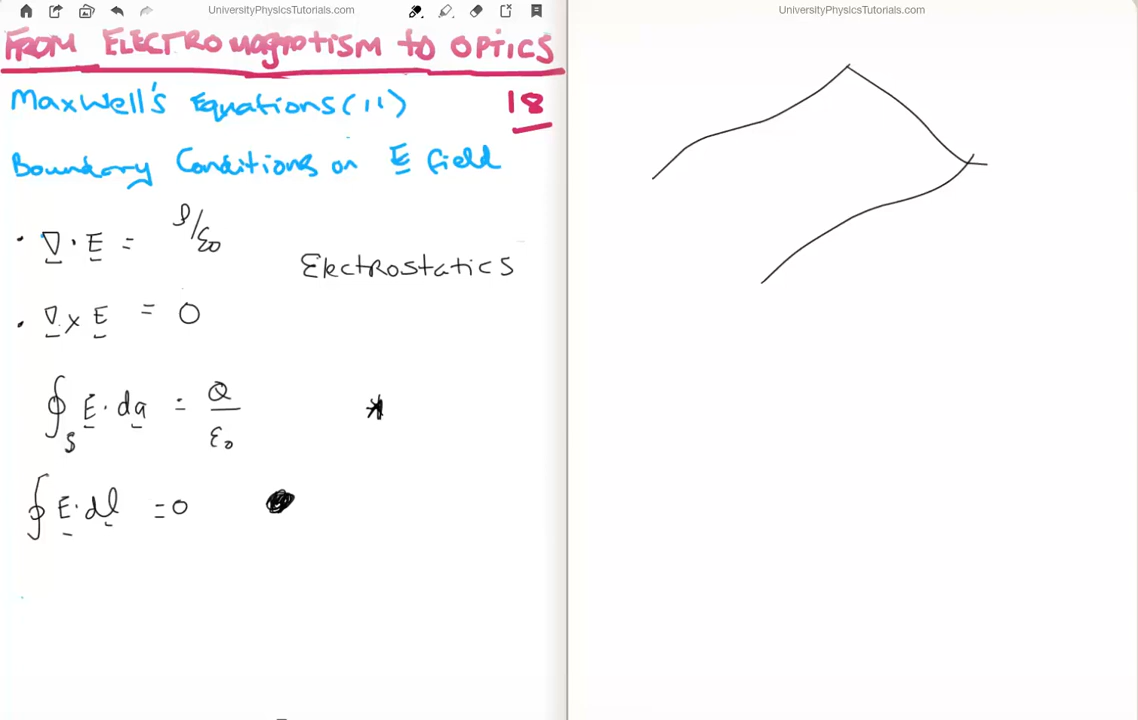 UniversityPhysicsTutorials.com
UniversityPhysicsTutorials.com
FROM ELECTROmagnetism to OPTICS
Maxwell's Equations(11) 18
Boundary Conditions on E field
· ∇ · E = ρ/ε0
Electrostatics
· ∇ x E = 0
∮S E · da = Q/ε0 *
∮ E · dl = 0